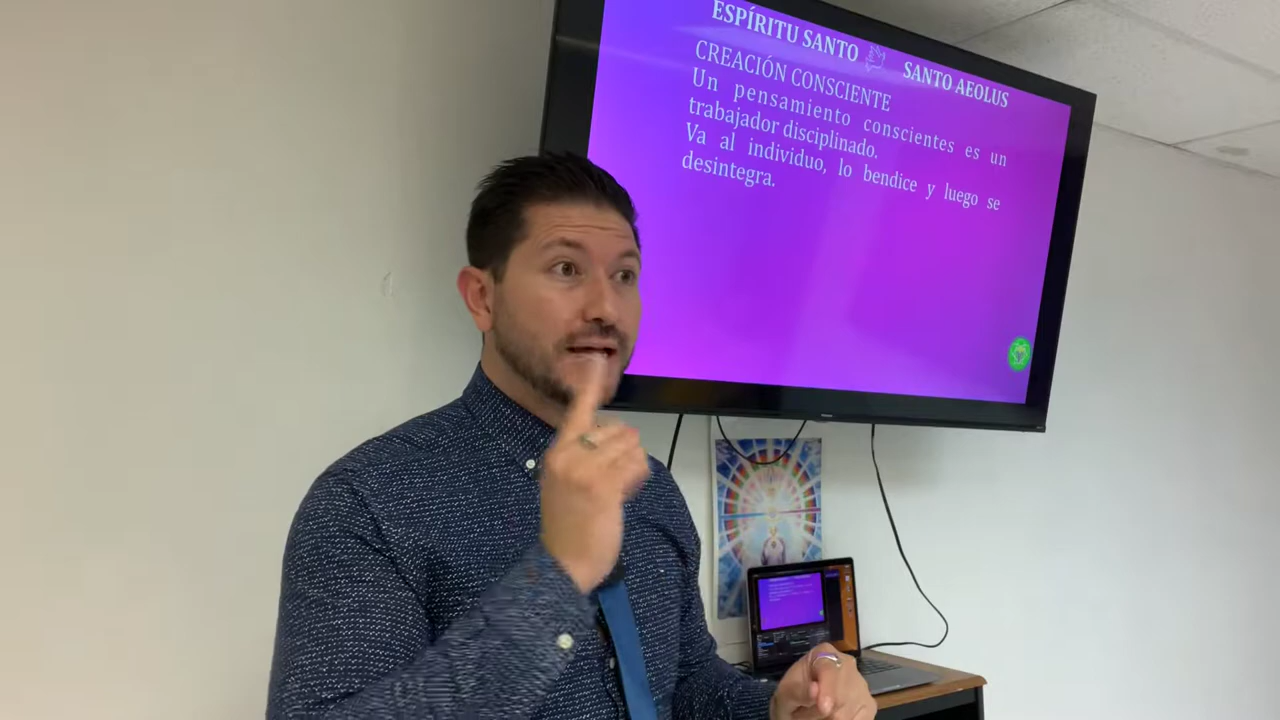 ESPÍRITU SANTO SANTO AEOLUS
CREACIÓN CONSCIENTE
Un pensamiento conscientes es un
trabajador disciplinado.
Va al individuo, lo bendice y luego se
desintegra.